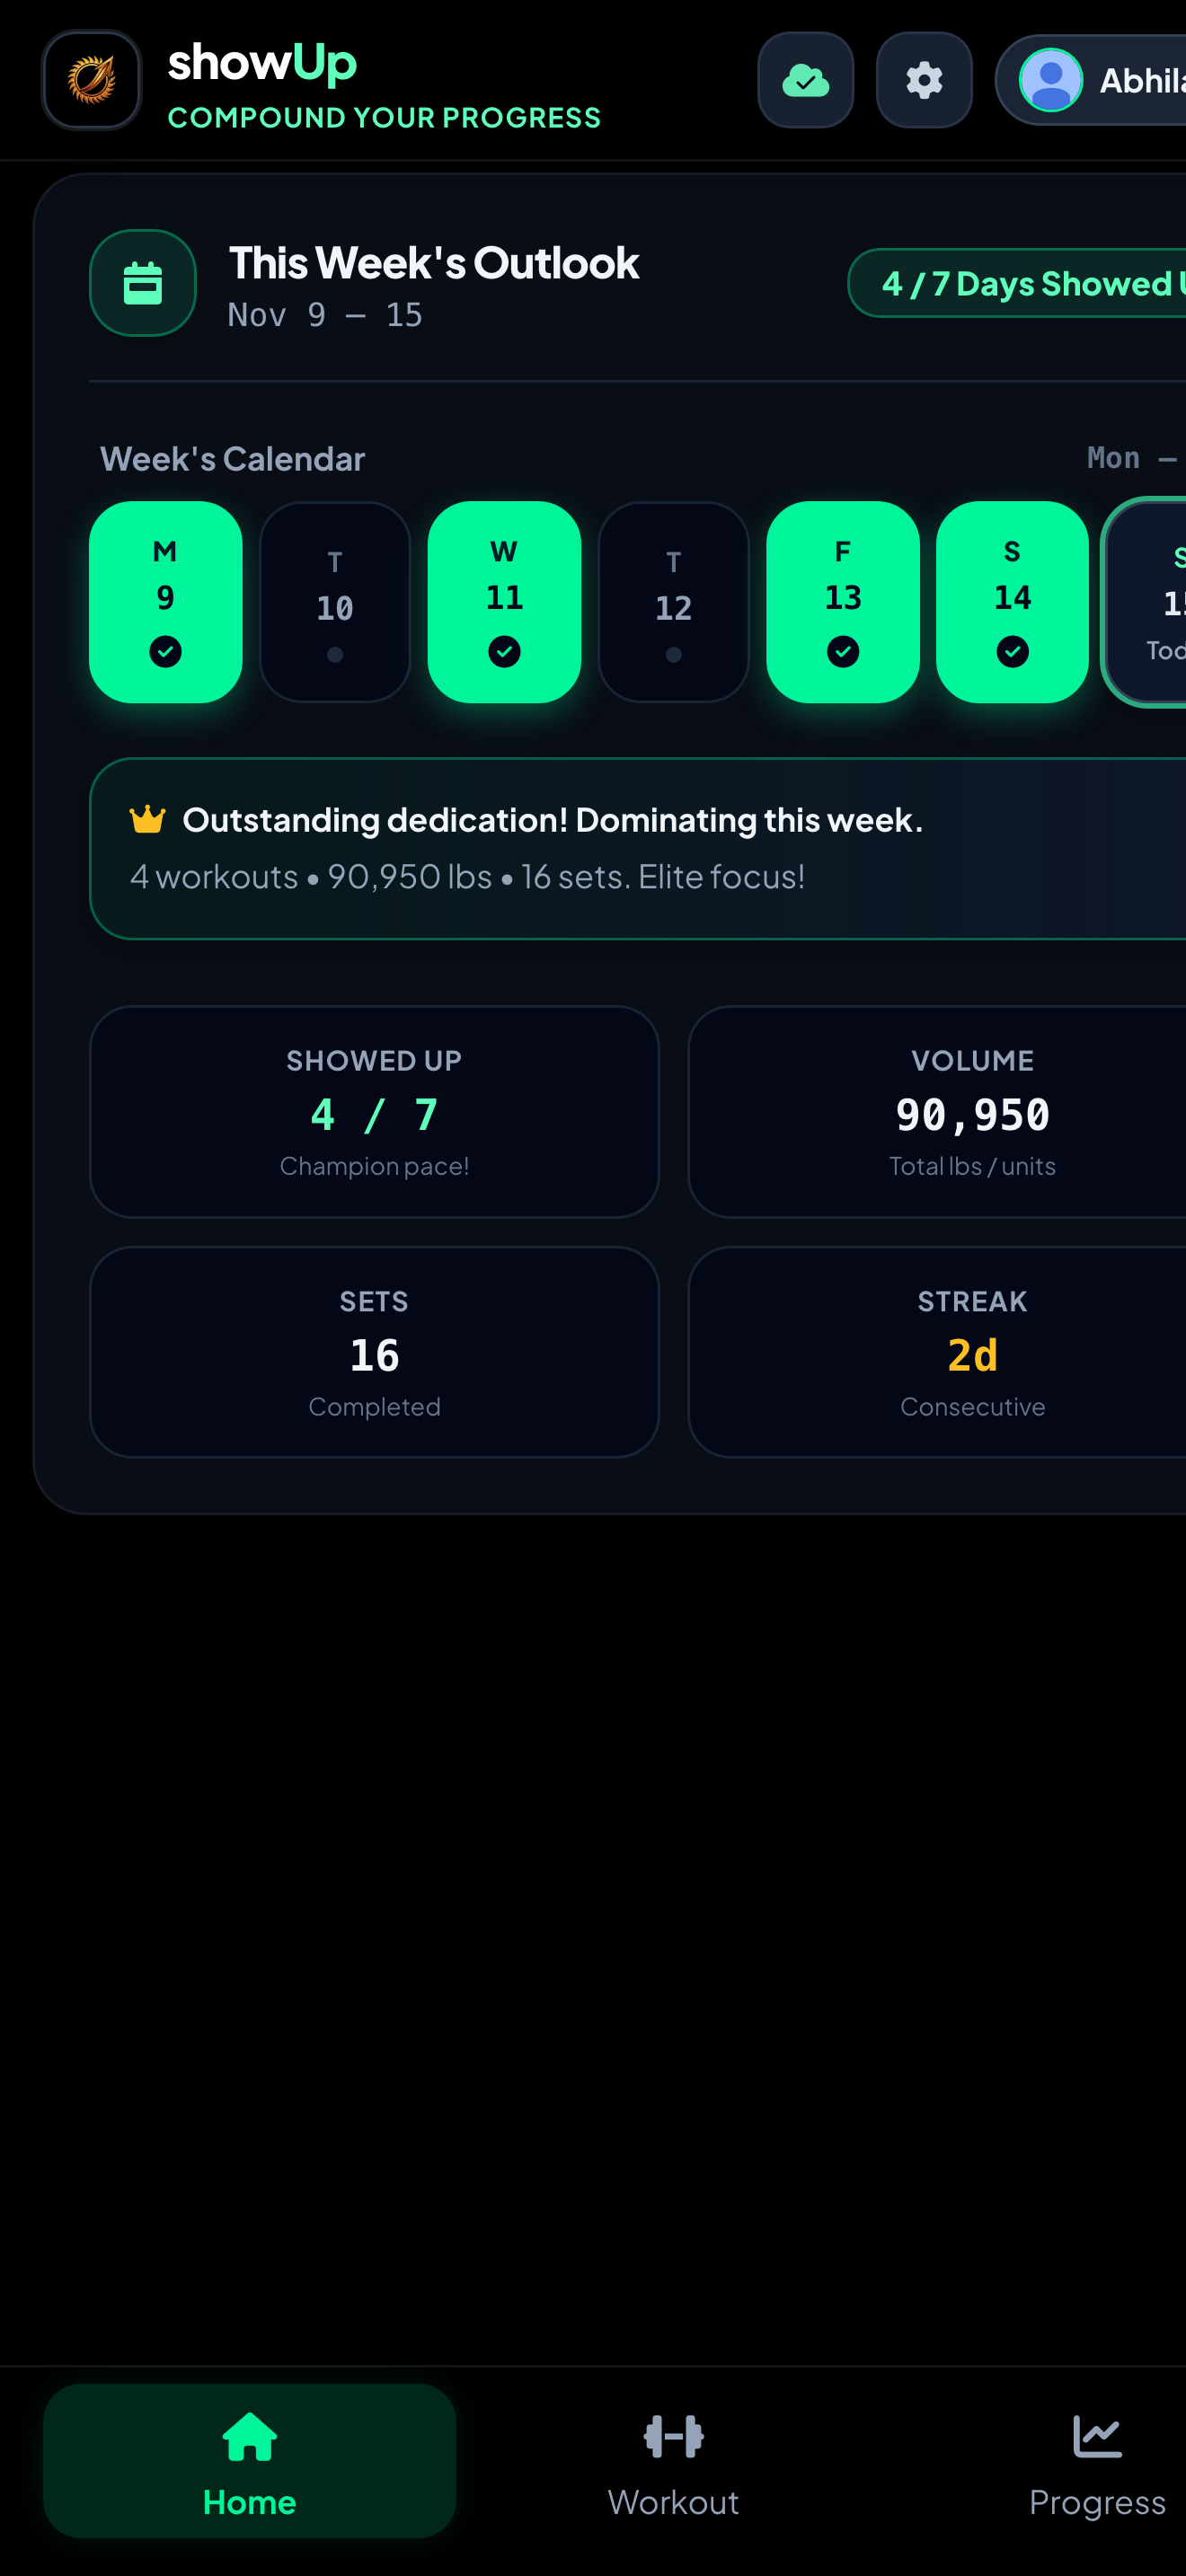 showUp
COMPOUND YOUR PROGRESS
This Week's Outlook
Nov 9 – 15
4 / 7 Days Showed
Week's Calendar
Mon –
M T W T F S S
9 10 11 12 13 14
Outstanding dedication! Dominating this week.
4 workouts • 90,950 lbs • 16 sets. Elite focus!
SHOWED UP VOLUME
4 / 7 90,950
Champion pace! Total lbs / units
SETS STREAK
16 2d
Completed Consecutive
Home Workout Progress